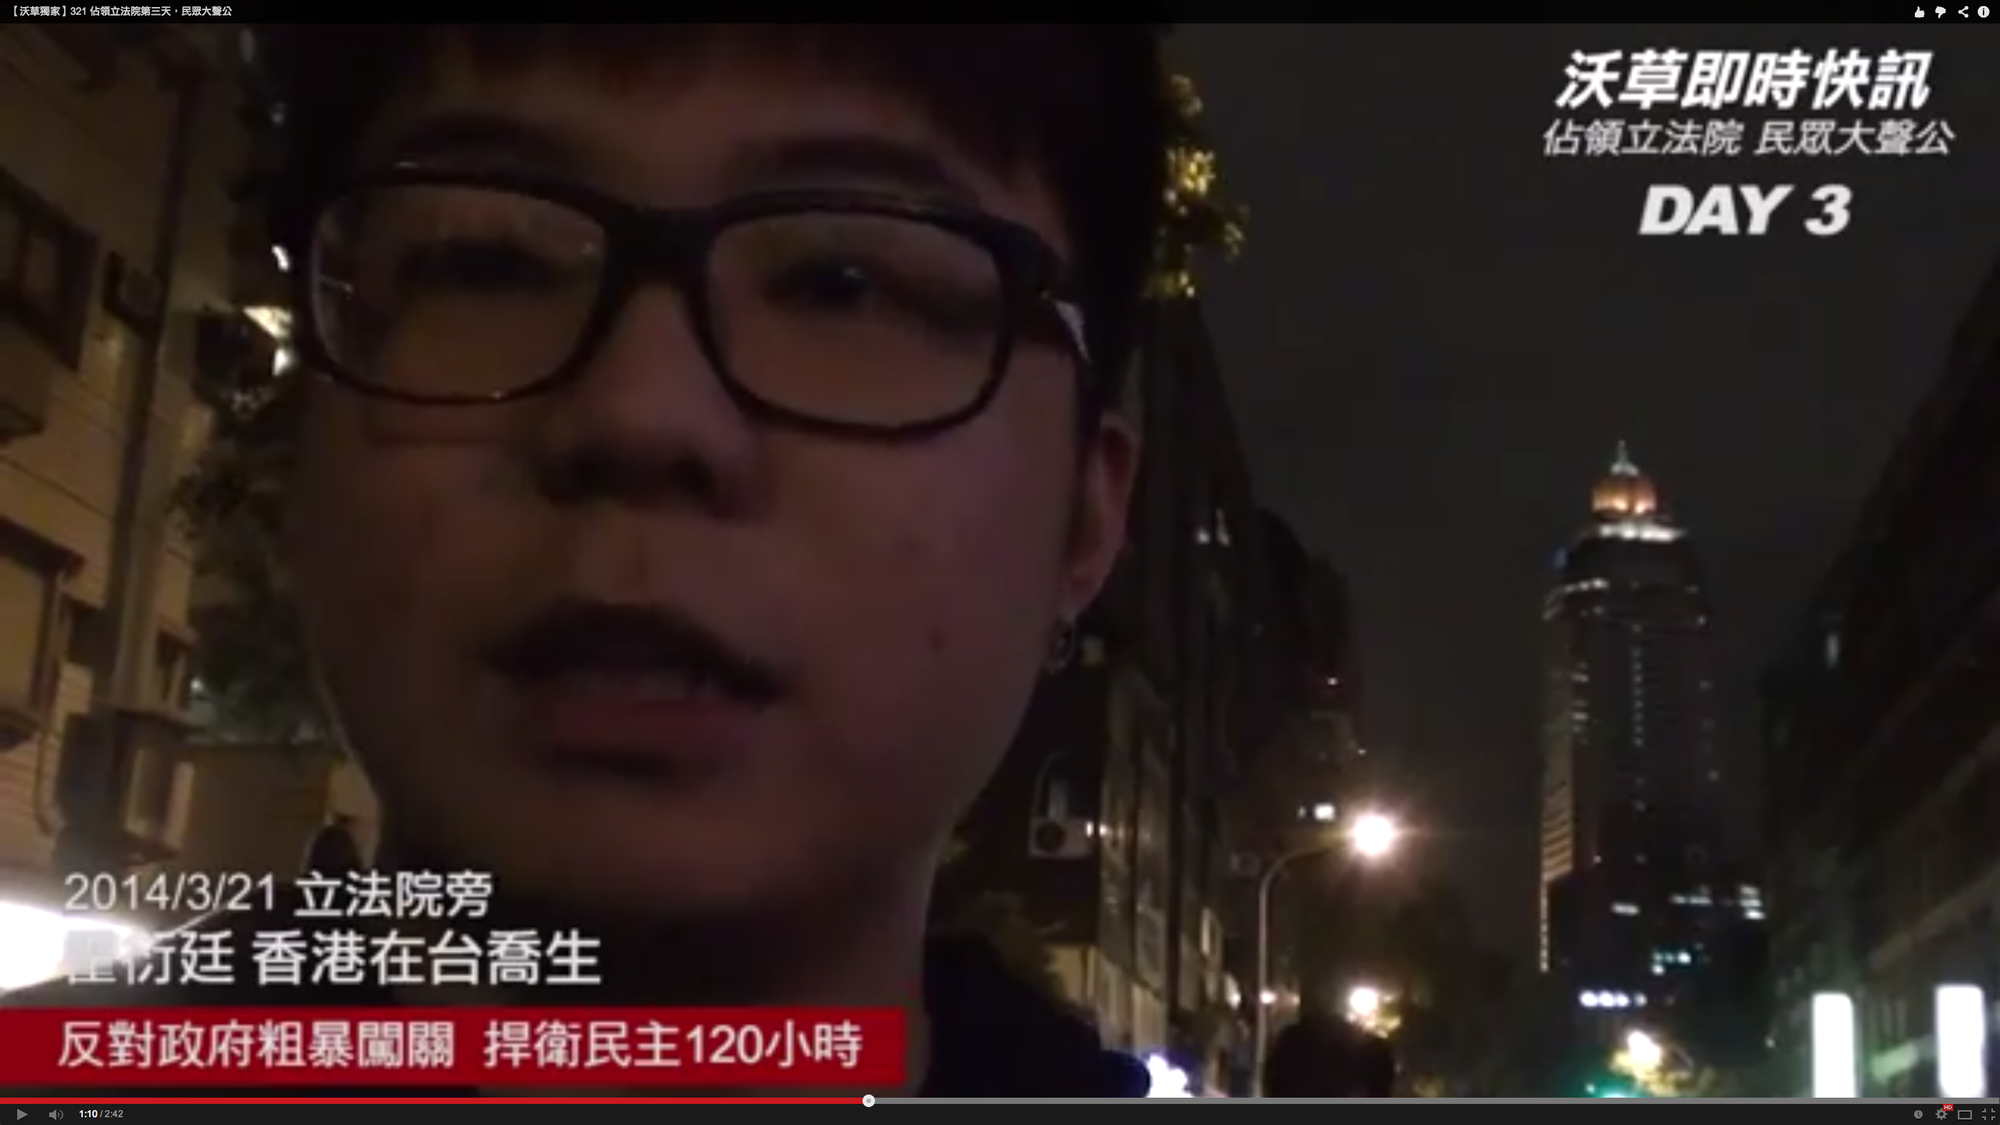 【沃草獨家】321 佔領立法院第三天，民眾大聲公
沃草即時快訊
佔領立法院 民眾大聲公
DAY 3
2014/3/21 立法院旁
衍廷 香港在台喬生
反對政府粗暴闖關 捍衛民主120小時
1:10 / 2:42
HD